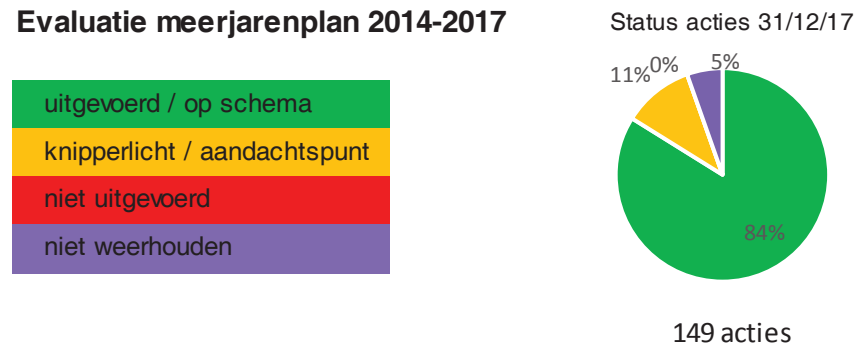 Evaluatie meerjarenplan 2014-2017
uitgevoerd / op schema
knipperlicht / aandachtspunt
niet uitgevoerd
niet weerhouden
Status acties 31/12/17
11%
0%
5%
84%
149 acties